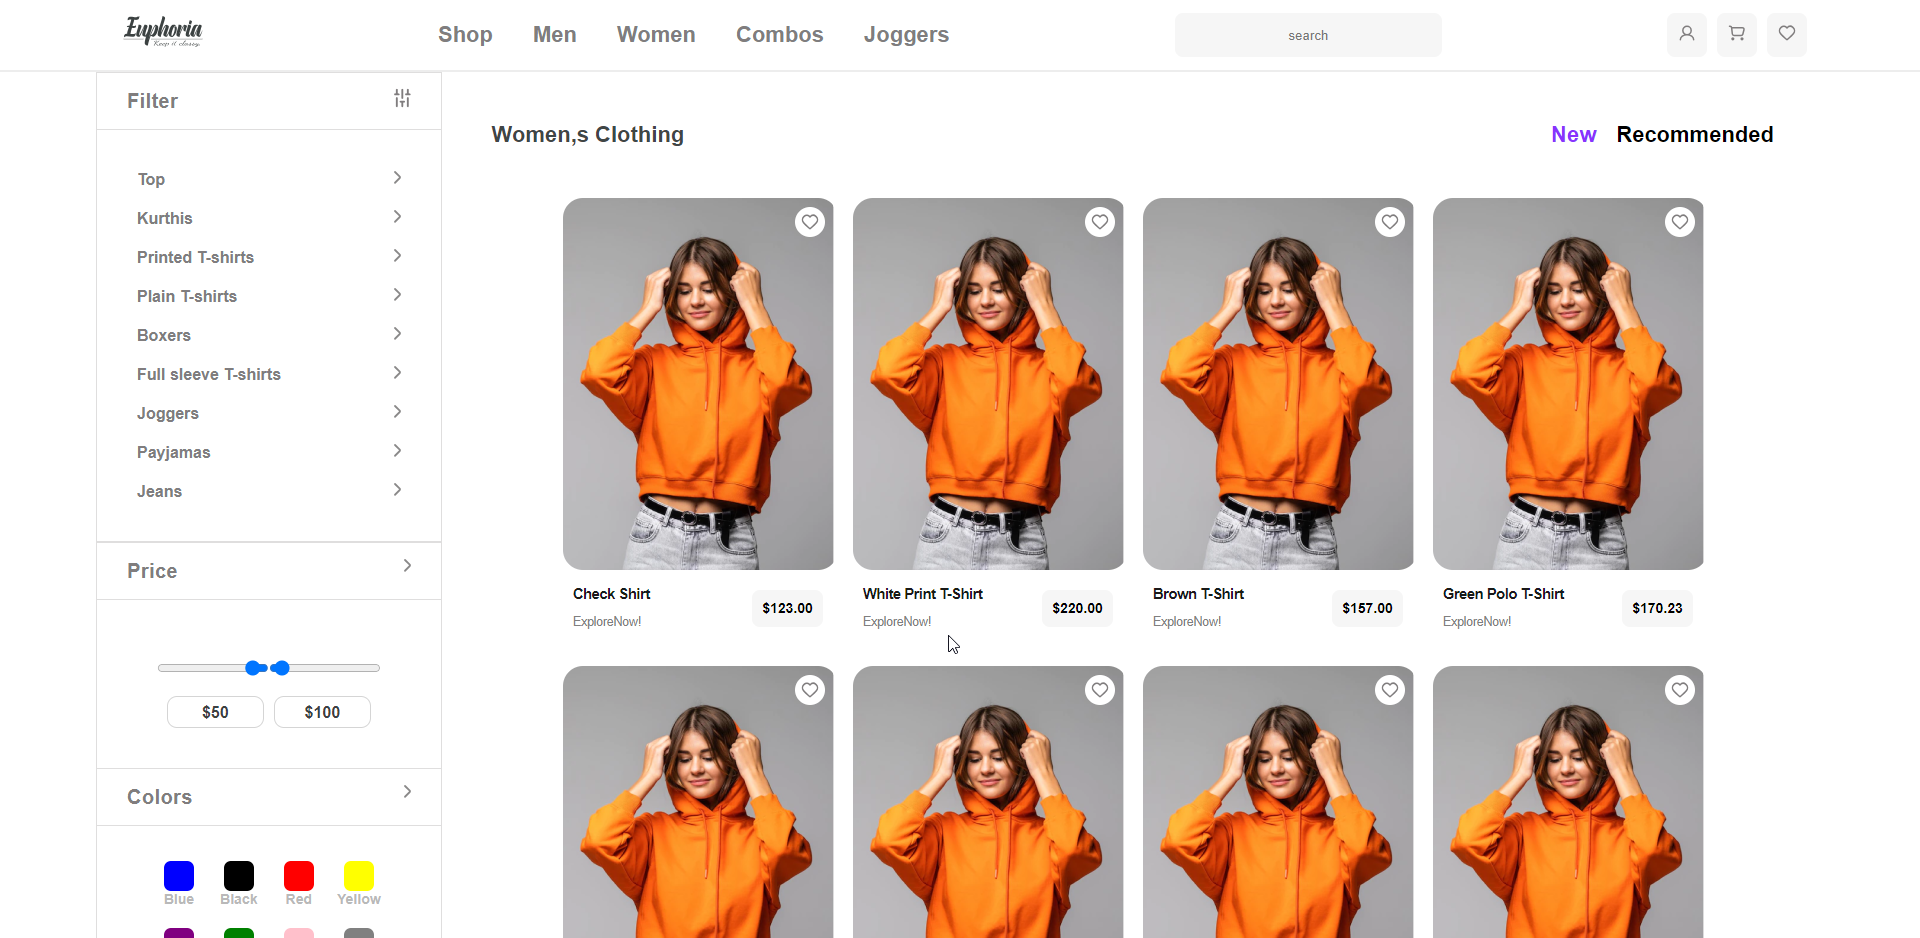 Euphoria
Keep it classy
Shop Men Women Combos Joggers
search
Filter
Top
Kurthis
Printed T-shirts
Plain T-shirts
Boxers
Full sleeve T-shirts
Joggers
Payjamas
Jeans
Price
$50 $100
Colors
Blue Black Red Yellow
Women,s Clothing
New Recommended
Check Shirt
ExploreNow!
$123.00
White Print T-Shirt
ExploreNow!
$220.00
Brown T-Shirt
ExploreNow!
$157.00
Green Polo T-Shirt
ExploreNow!
$170.23